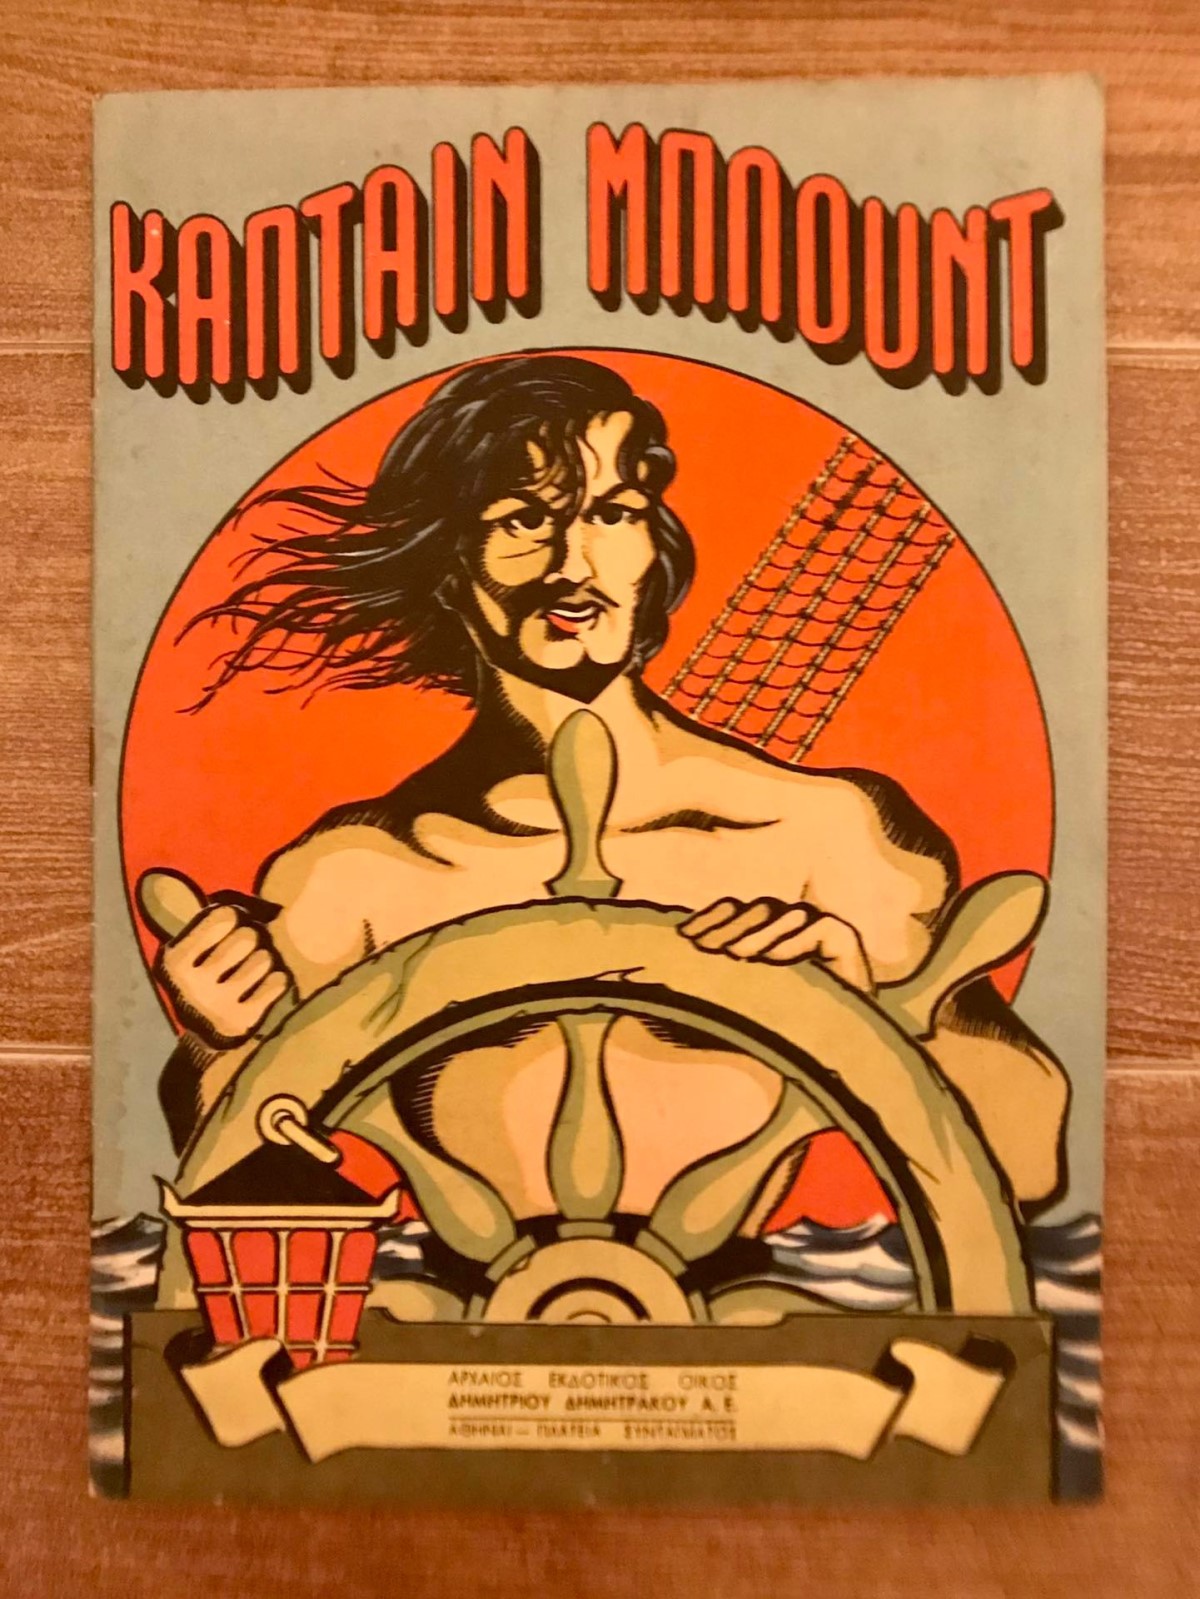 ΚΑΠΤΑΙΝ ΜΠΛΟΥΝΤ
ΑΡΧΑΙΟΣ ΕΚΔΟΤΙΚΟΣ ΟΙΚΟΣ
ΔΗΜΗΤΡΙΟΥ ΔΗΜΗΤΡΑΚΟΥ Α. Ε.
ΑΘΗΝΑΙ — ΠΛΑΤΕΙΑ ΣΥΝΤΑΓΜΑΤΟΣ